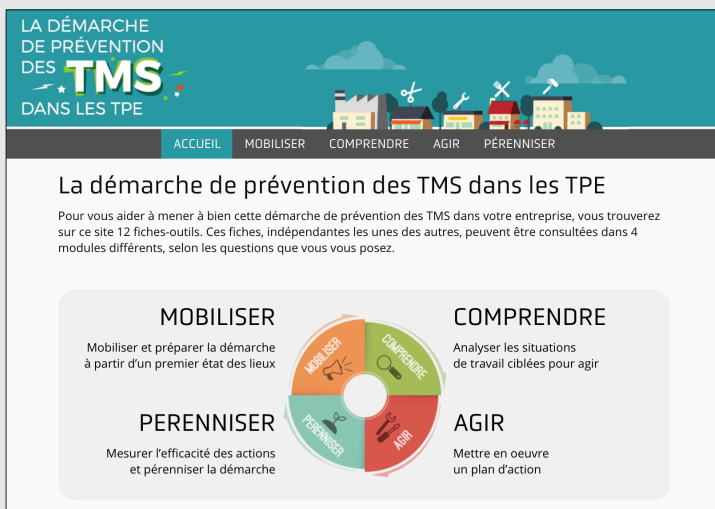 LA DÉMARCHE
DE PRÉVENTION
DES TMS
DANS LES TPE
ACCUEIL MOBILISER COMPRENDRE AGIR PÉRENNISER
La démarche de prévention des TMS dans les TPE
Pour vous aider à mener à bien cette démarche de prévention des TMS dans votre entreprise, vous trouverez
sur ce site 12 fiches-outils. Ces fiches, indépendantes les unes des autres, peuvent être consultées dans 4
modules différents, selon les questions que vous vous posez.
MOBILISER
Mobiliser et préparer la démarche
à partir d'un premier état des lieux
COMPRENDRE
Analyser les situations
de travail ciblées pour agir
MOBILISER
COMPRENDRE
PÉRENNISER
AGIR
PERENNISER
Mesurer l'efficacité des actions
et pérenniser la démarche
AGIR
Mettre en oeuvre
un plan d'action